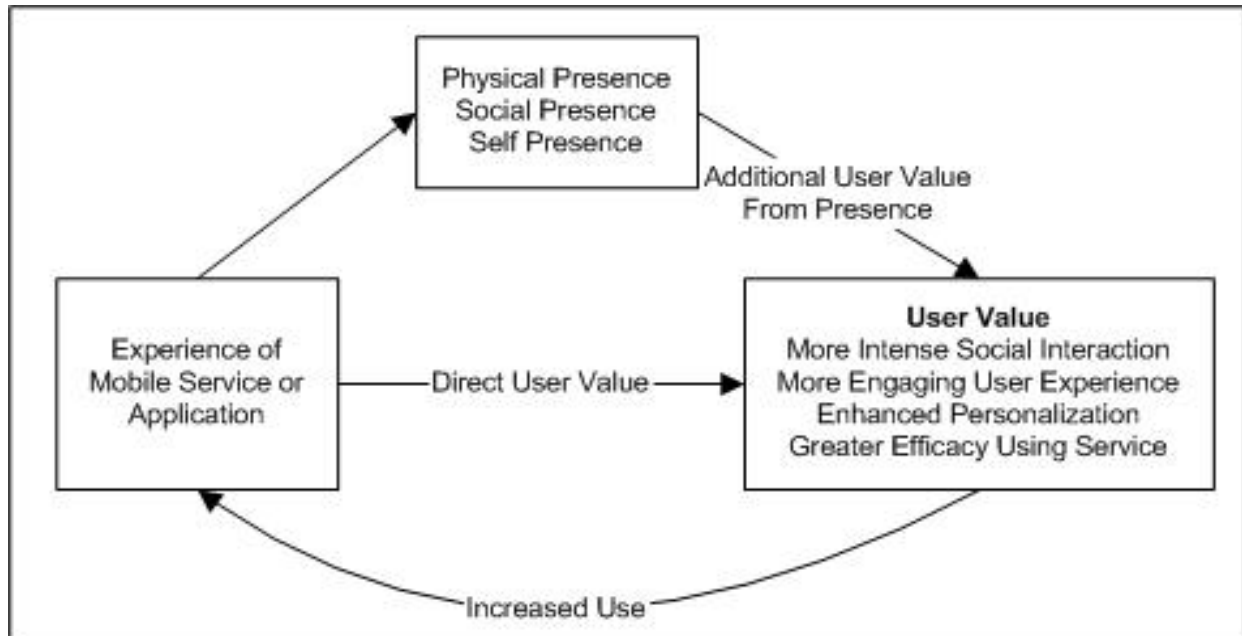 Physical Presence
Social Presence
Self Presence
Additional User Value
From Presence
Experience of
Mobile Service or
Application
Direct User Value
User Value
More Intense Social Interaction
More Engaging User Experience
Enhanced Personalization
Greater Efficacy Using Service
Increased Use